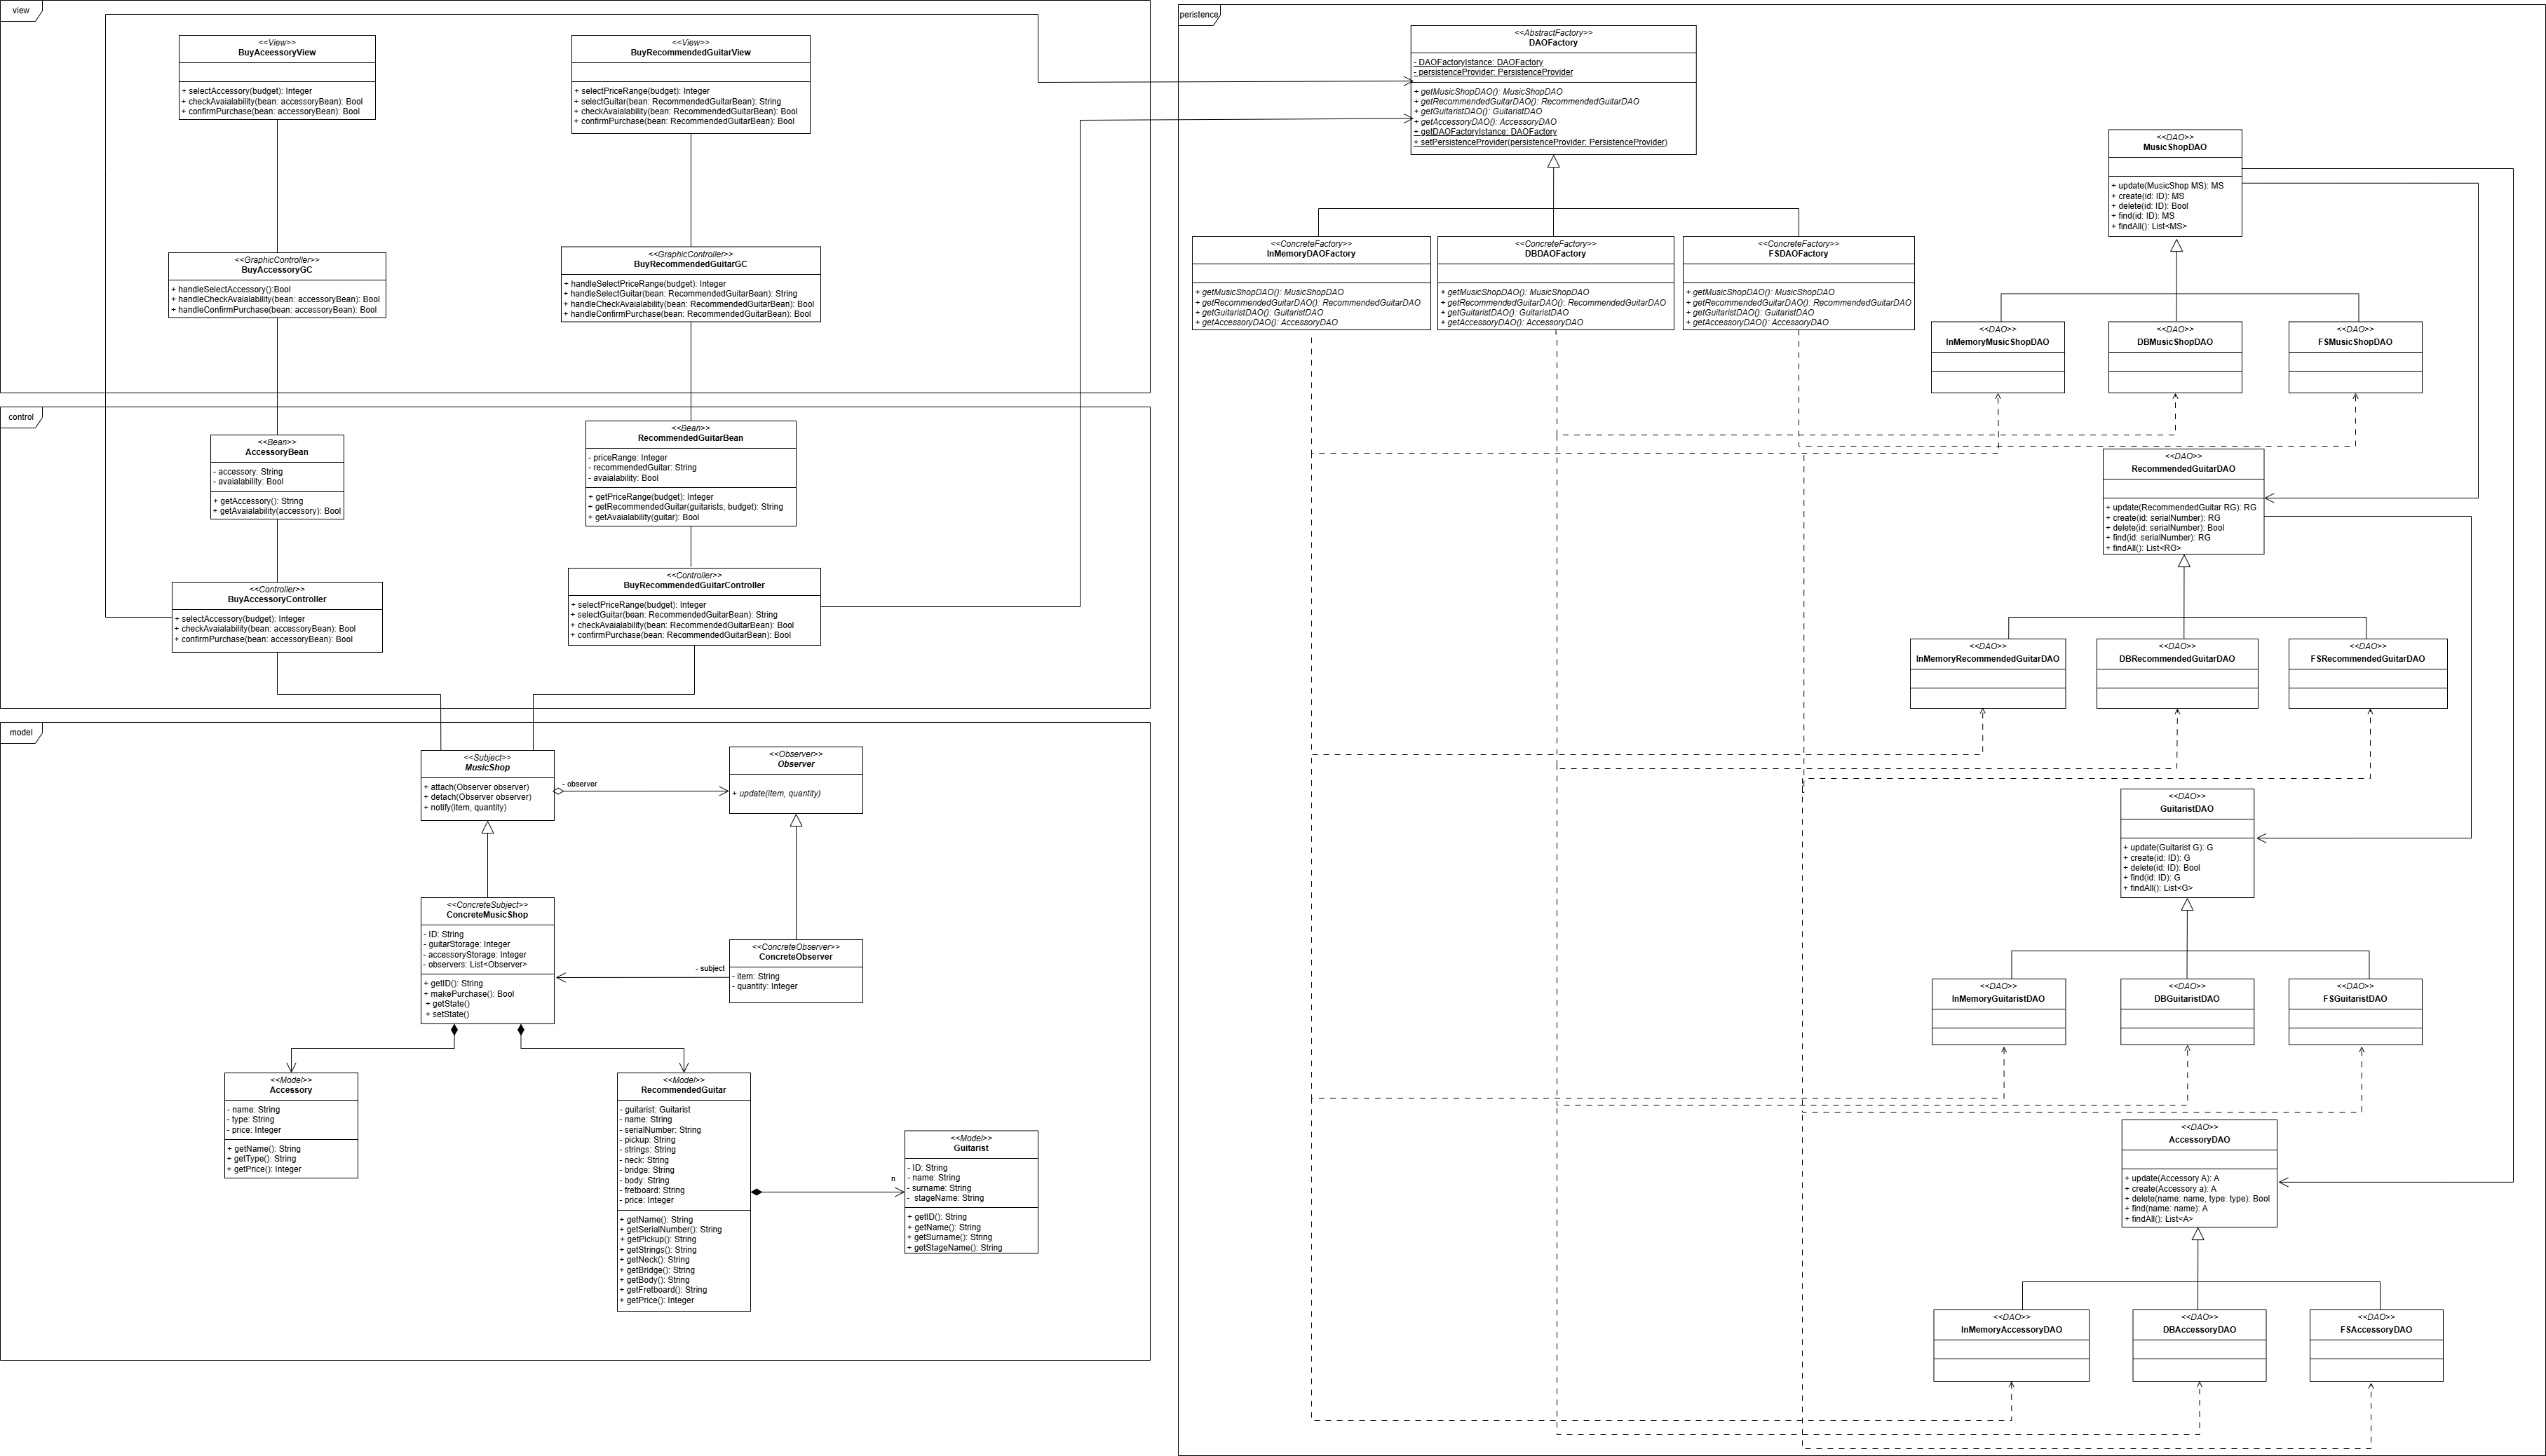 view
<<View>>
BuyAceessoryView
+ selectAccessory(budget): Integer
+ checkAvaialability(bean: accessoryBean): Bool
+ confirmPurchase(bean: accessoryBean): Bool
<<View>>
BuyRecommendedGuitarView
+ selectPriceRange(budget): Integer
+ selectGuitar(bean: RecommendedGuitarBean): String
+ checkAvaialability(bean: RecommendedGuitarBean): Bool
+ confirmPurchase(bean: RecommendedGuitarBean): Bool
<<GraphicController>>
BuyAccessoryGC
+ handleSelectAccessory():Bool
+ handleCheckAvaialability(bean: accessoryBean): Bool
+ handleConfirmPurchase(bean: accessoryBean): Bool
<<GraphicController>>
BuyRecommendedGuitarGC
+ handleSelectPriceRange(budget): Integer
+ handleSelectGuitar(bean: RecommendedGuitarBean): String
+ handleCheckAvaialability(bean: RecommendedGuitarBean): Bool
+ handleConfirmPurchase(bean: RecommendedGuitarBean): Bool
control
<<Bean>>
AccessoryBean
- accessory: String
- avaialability: Bool
+ getAccessory(): String
+ getAvaialability(accessory): Bool
<<Bean>>
RecommendedGuitarBean
- priceRange: Integer
- recommendedGuitar: String
- avaialability: Bool
+ getPriceRange(budget): Integer
+ getRecommendedGuitar(guitarists, budget): String
+ getAvaialability(guitar): Bool
<<Controller>>
BuyAccessoryController
+ selectAccessory(budget): Integer
+ checkAvaialability(bean: accessoryBean): Bool
+ confirmPurchase(bean: accessoryBean): Bool
<<Controller>>
BuyRecommendedGuitarController
+ selectPriceRange(budget): Integer
+ selectGuitar(bean: RecommendedGuitarBean): String
+ checkAvaialability(bean: RecommendedGuitarBean): Bool
+ confirmPurchase(bean: RecommendedGuitarBean): Bool
model
<<Subject>>
MusicShop
+ attach(Observer observer)
+ detach(Observer observer)
+ notify(item, quantity)
- observer
<<Observer>>
Observer
+ update(item, quantity)
<<ConcreteSubject>>
ConcreteMusicShop
- ID: String
- guitarStorage: Integer
- accessoryStorage: Integer
- observers: List<Observer>
+ getID(): String
+ makePurchase(): Bool
+ getState()
+ setState()
- subject
<<ConcreteObserver>>
ConcreteObserver
- item: String
- quantity: Integer
<<Model>>
Accessory
- name: String
- type: String
- price: Integer
+ getName(): String
+ getType(): String
+ getPrice(): Integer
<<Model>>
RecommendedGuitar
- guitarist: Guitarist
- name: String
- serialNumber: String
- pickup: String
- strings: String
- neck: String
- bridge: String
- body: String
- fretboard: String
- price: Integer
+ getName(): String
+ getSerialNumber(): String
+ getPickup(): String
+ getStrings(): String
+ getNeck(): String
+ getBridge(): String
+ getBody(): String
+ getFretboard(): String
+ getPrice(): Integer
n
<<Model>>
Guitarist
- ID: String
- name: String
- surname: String
- stageName: String
+ getID(): String
+ getName(): String
+ getSurname(): String
+ getStageName(): String
peristence
<<AbstractFactory>>
DAOFactory
- DAOFactoryIstance: DAOFactory
- persistenceProvider: PersistenceProvider
+ getMusicShopDAO(): MusicShopDAO
+ getRecommendedGuitarDAO(): RecommendedGuitarDAO
+ getGuitaristDAO(): GuitaristDAO
+ getAccessoryDAO(): AccessoryDAO
+ getDAOFactoryIstance: DAOFactory
+ setPersistenceProvider(persistenceProvider: PersistenceProvider)
<<ConcreteFactory>>
InMemoryDAOFactory
+ getMusicShopDAO(): MusicShopDAO
+ getRecommendedGuitarDAO(): RecommendedGuitarDAO
+ getGuitaristDAO(): GuitaristDAO
+ getAccessoryDAO(): AccessoryDAO
<<ConcreteFactory>>
DBDAOFactory
+ getMusicShopDAO(): MusicShopDAO
+ getRecommendedGuitarDAO(): RecommendedGuitarDAO
+ getGuitaristDAO(): GuitaristDAO
+ getAccessoryDAO(): AccessoryDAO
<<ConcreteFactory>>
FSDAOFactory
+ getMusicShopDAO(): MusicShopDAO
+ getRecommendedGuitarDAO(): RecommendedGuitarDAO
+ getGuitaristDAO(): GuitaristDAO
+ getAccessoryDAO(): AccessoryDAO
<<DAO>>
MusicShopDAO
+ update(MusicShop MS): MS
+ create(id: ID): MS
+ delete(id: ID): Bool
+ find(id: ID): MS
+ findAll(): List<MS>
<<DAO>>
InMemoryMusicShopDAO
<<DAO>>
DBMusicShopDAO
<<DAO>>
FSMusicShopDAO
<<DAO>>
RecommendedGuitarDAO
+ update(RecommendedGuitar RG): RG
+ create(id: serialNumber): RG
+ delete(id: serialNumber): Bool
+ find(id: serialNumber): RG
+ findAll(): List<RG>
<<DAO>>
InMemoryRecommendedGuitarDAO
<<DAO>>
DBRecommendedGuitarDAO
<<DAO>>
FSRecommendedGuitarDAO
<<DAO>>
GuitaristDAO
+ update(Guitarist G): G
+ create(id: ID): G
+ delete(id: ID): Bool
+ find(id: ID): G
+ findAll(): List<G>
<<DAO>>
InMemoryGuitaristDAO
<<DAO>>
DBGuitaristDAO
<<DAO>>
FSGuitaristDAO
<<DAO>>
AccessoryDAO
+ update(Accessory A): A
+ create(Accessory a): A
+ delete(name: name, type: type): Bool
+ find(name: name): A
+ findAll(): List<A>
<<DAO>>
InMemoryAccessoryDAO
<<DAO>>
DBAccessoryDAO
<<DAO>>
FSAccessoryDAO